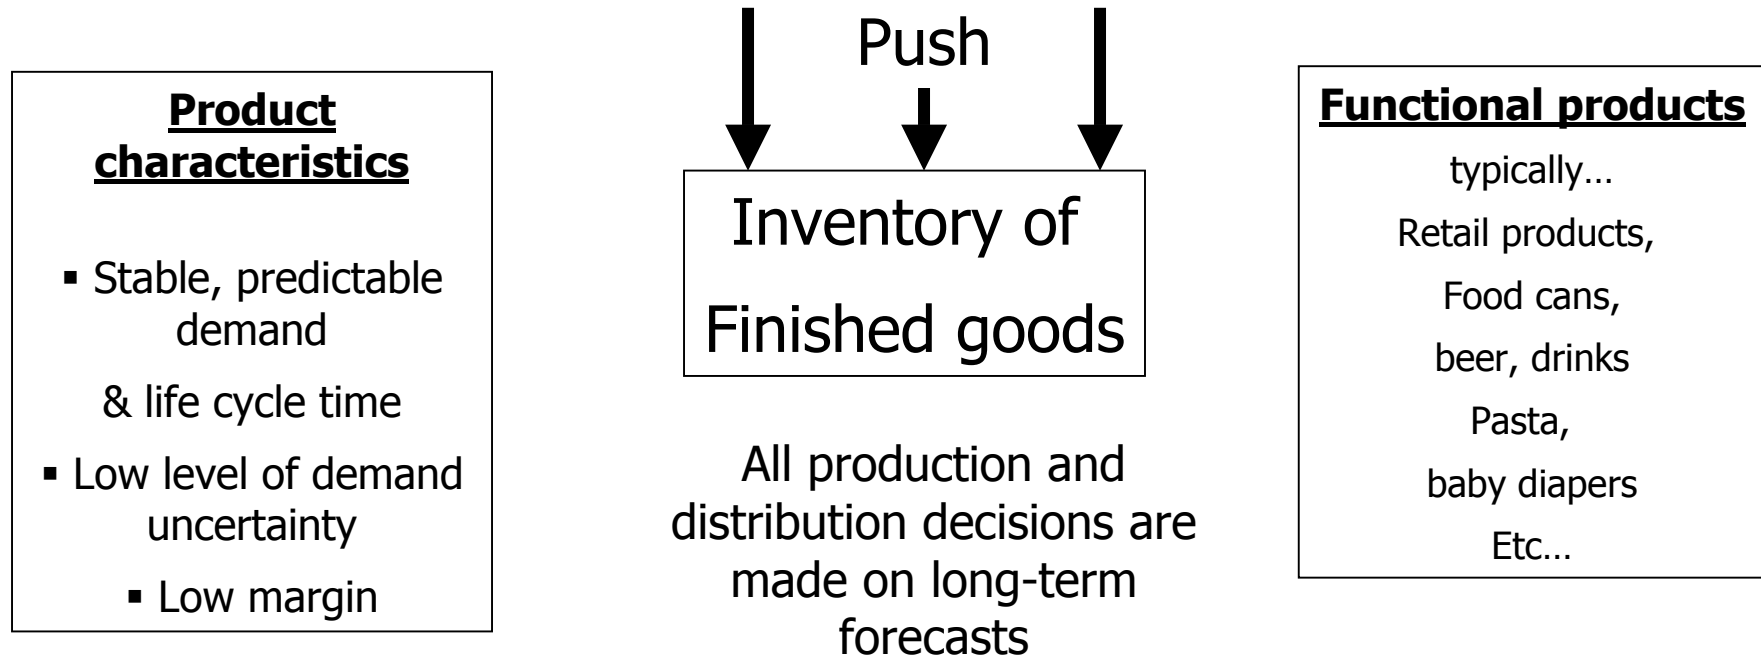 Product
characteristics
▪ Stable, predictable
demand
& life cycle time
▪ Low level of demand
uncertainty
▪ Low margin
Push
Inventory of
Finished goods
All production and
distribution decisions are
made on long-term
forecasts
Functional products
typically…
Retail products,
Food cans,
beer, drinks
Pasta,
baby diapers
Etc…